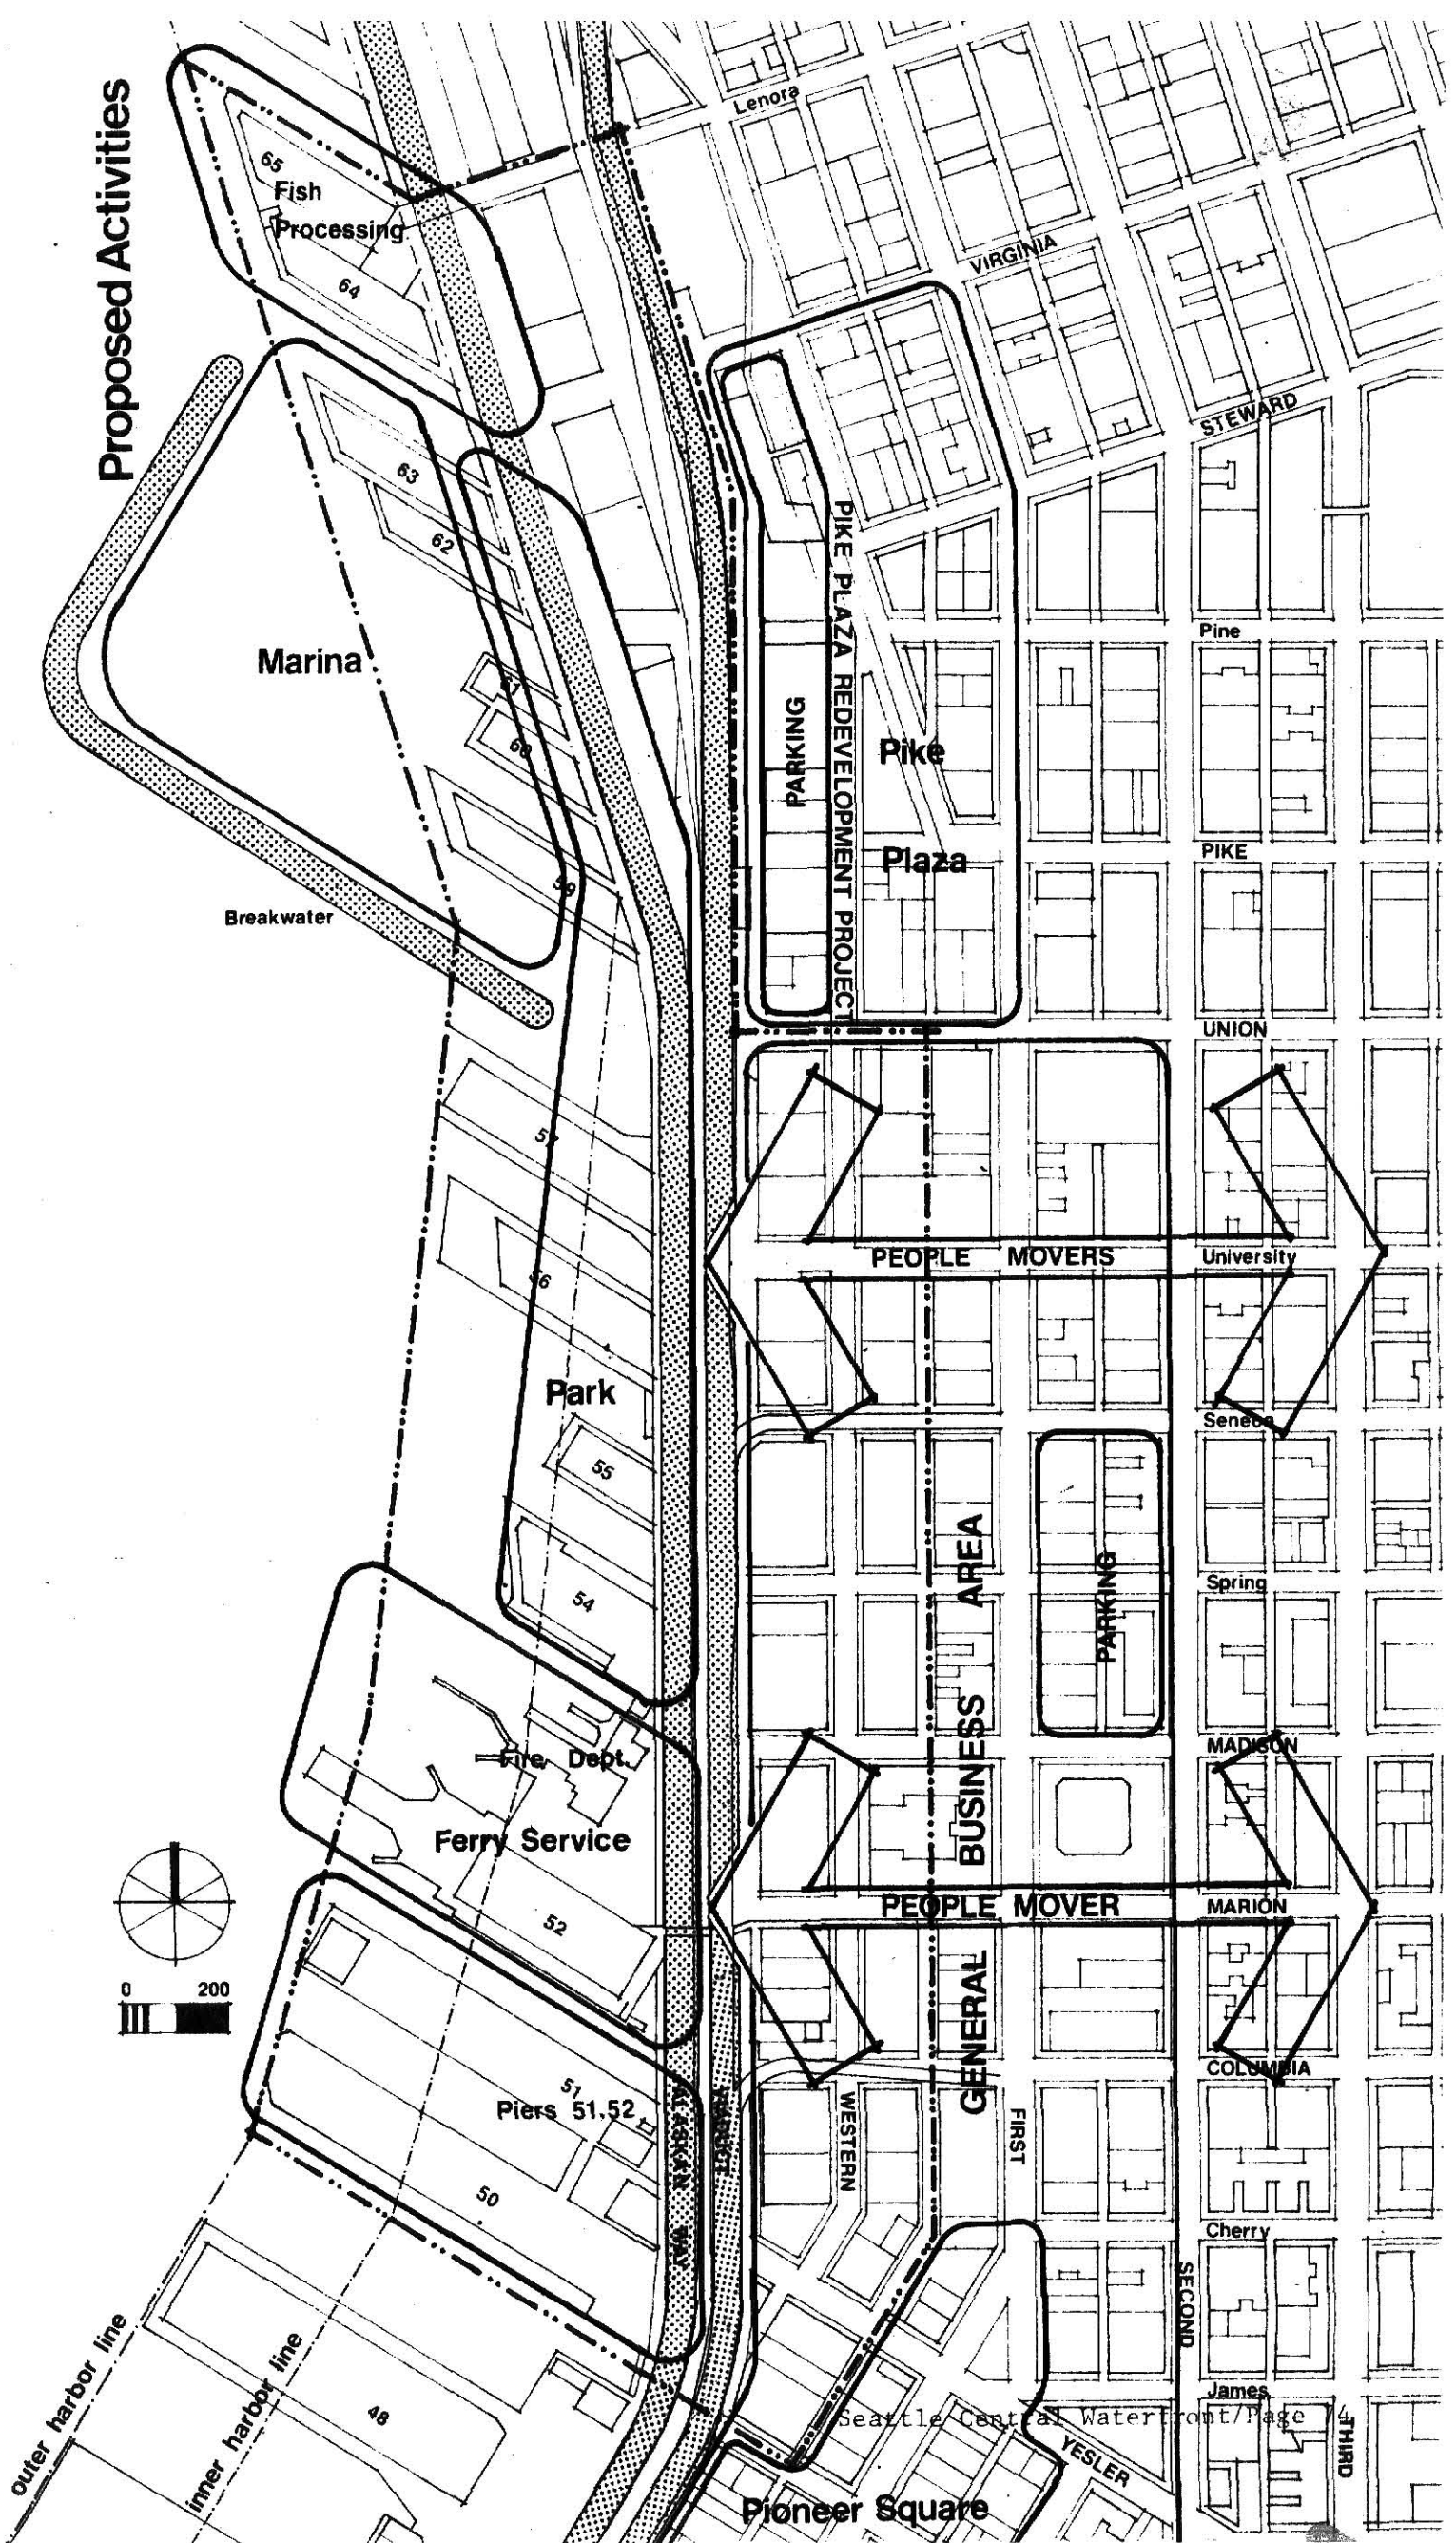 Proposed Activities
Lenora
65
Fish
Processing
64
VIRGINIA
STEWARD
63
62
PIKE PLAZA REDEVELOPMENT PROJECT
Pine
Marina
61
60
PARKING
Pike
Plaza
PIKE
59
Breakwater
UNION
57
PEOPLE MOVERS
University
56
Park
Seneca
55
54
GENERAL BUSINESS AREA
PARKING
Spring
Fire Dept.
MADISON
Ferry Service
PEOPLE MOVER
MARION
52
0 200
COLUMBIA
51
Piers 51,52
ALASKAN WAY
VIADUCT
WESTERN
FIRST
50
Cherry
SECOND
outer harbor line
inner harbor line
48
James
Seattle Central Waterfront/Page 74
THIRD
YESLER
Pioneer Square